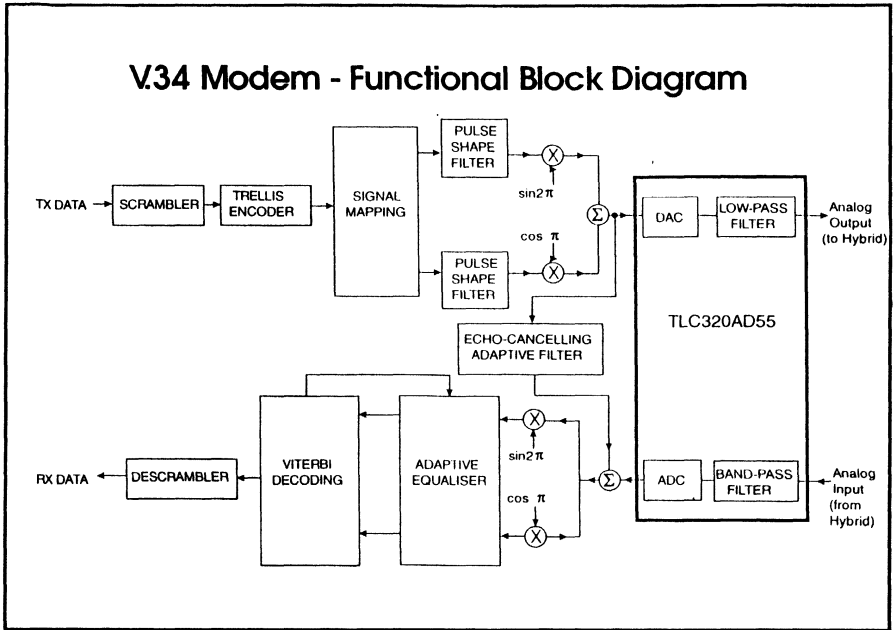 V.34 Modem - Functional Block Diagram
PULSE
SHAPE
FILTER
X
sin2π
TX DATA
SCRAMBLER
TRELLIS
ENCODER
SIGNAL
MAPPING
Σ
DAC
LOW-PASS
FILTER
Analog
Output
(to Hybrid)
cos π
PULSE
SHAPE
FILTER
X
TLC320AD55
ECHO-CANCELLING
ADAPTIVE FILTER
X
sin2π
RX DATA
DESCRAMBLER
VITERBI
DECODING
ADAPTIVE
EQUALISER
Σ
ADC
BAND-PASS
FILTER
Analog
Input
(from
Hybrid)
cos π
X